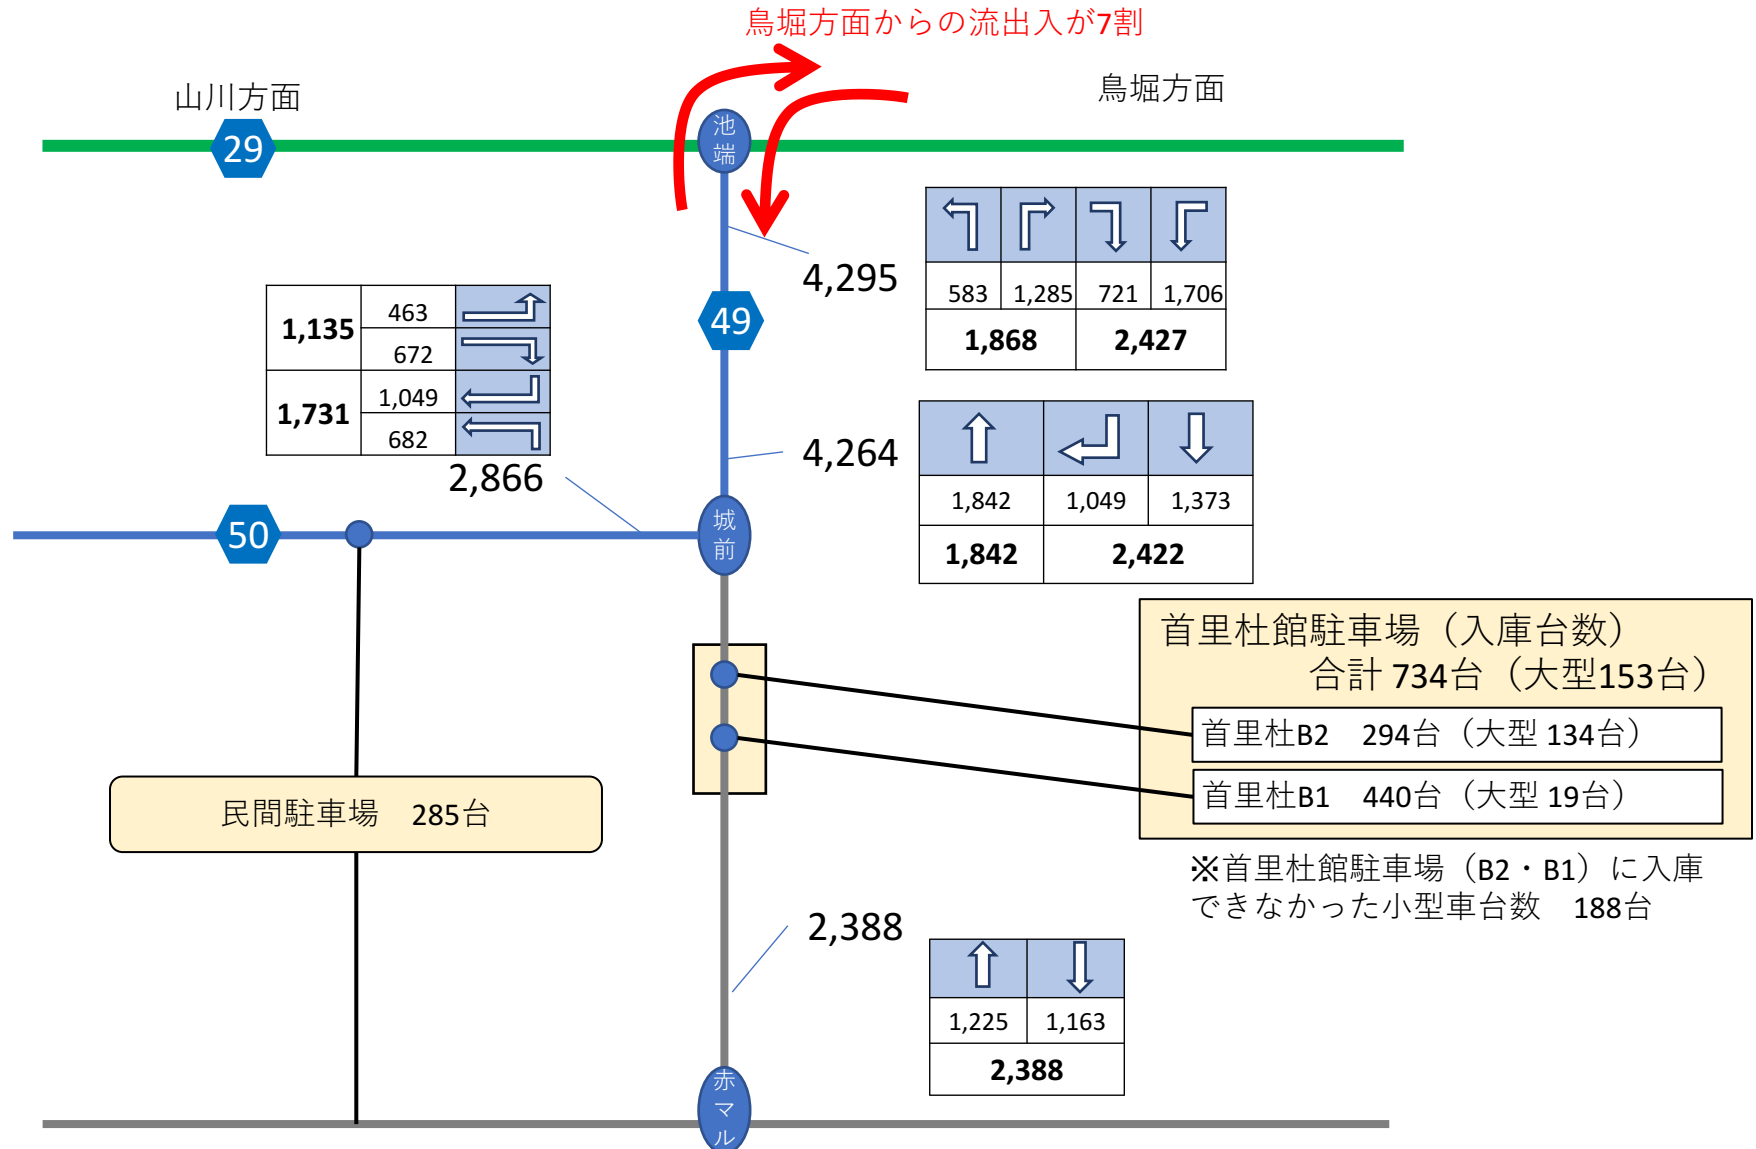 鳥堀方面からの流出入が7割
山川方面
鳥堀方面
29
池
端
4,295
583 1,285 721 1,706
1,868 2,427
49
1,135
463
672
1,731
1,049
682
2,866
4,264
1,842 1,049 1,373
1,842 2,422
50
城
前
首里杜館駐車場（入庫台数）
合計 734台（大型153台）
首里杜B2　294台（大型 134台）
首里杜B1　440台（大型 19台）
※首里杜館駐車場（B2・B1）に入庫
できなかった小型車台数　188台
民間駐車場　285台
2,388
1,225 1,163
2,388
赤
マ
ル